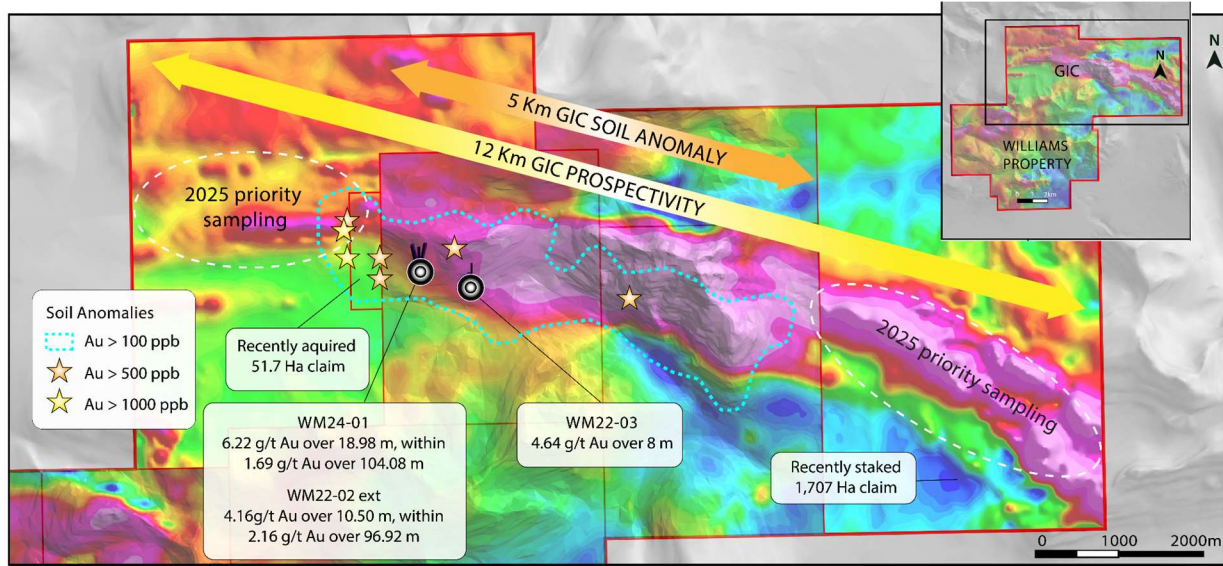 5 Km GIC SOIL ANOMALY
12 Km GIC PROSPECTIVITY
N
GIC
N
WILLIAMS
PROPERTY
0 1 2km
2025 priority
sampling
Soil Anomalies
Au > 100 ppb
Au > 500 ppb
Au > 1000 ppb
Recently aquired
51.7 Ha claim
WM24-01
6.22 g/t Au over 18.98 m, within
1.69 g/t Au over 104.08 m
WM22-02 ext
4.16g/t Au over 10.50 m, within
2.16 g/t Au over 96.92 m
WM22-03
4.64 g/t Au over 8 m
2025 priority sampling
Recently staked
1,707 Ha claim
0 1000 2000m